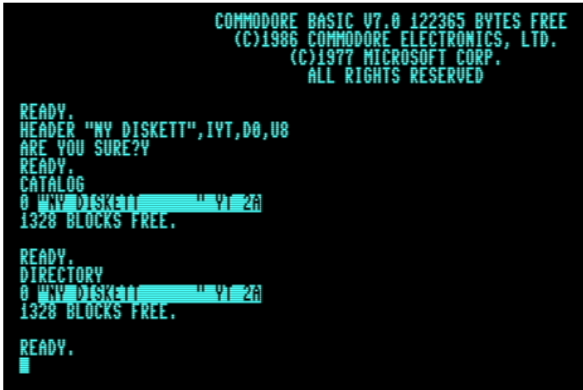 COMMODORE BASIC V7.0 122365 BYTES FREE
(C)1986 COMMODORE ELECTRONICS, LTD.
(C)1977 MICROSOFT CORP.
ALL RIGHTS RESERVED
READY.
HEADER "NY DISKETT",IYT,D0,U8
ARE YOU SURE?Y
READY.
CATALOG
0 "NY DISKETT      " YT 2A
1328 BLOCKS FREE.
READY.
DIRECTORY
0 "NY DISKETT      " YT 2A
1328 BLOCKS FREE.
READY.